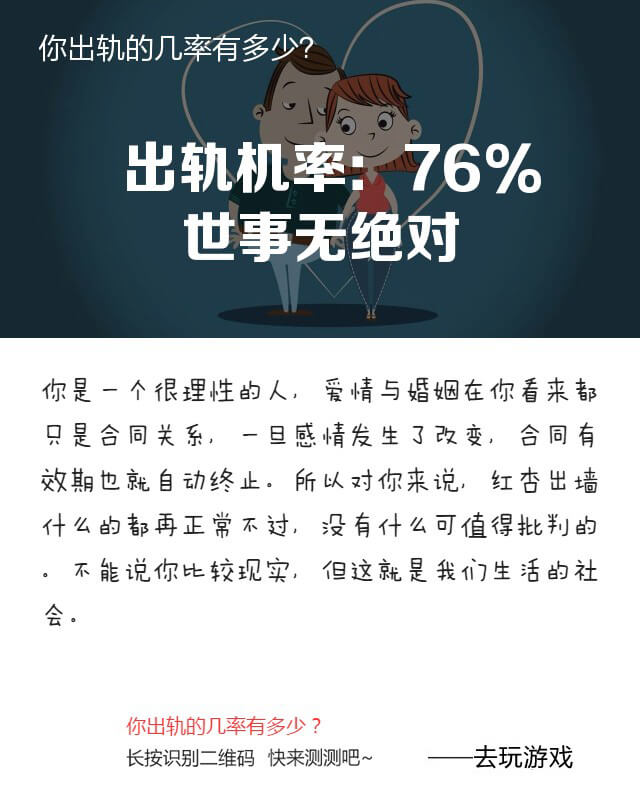 你出轨的几率有多少?
出轨机率：76%
世事无绝对
你是一个很理性的人，爱情与婚姻在你看来都
只是合同关系，一旦感情发生了改变，合同有
效期也就自动终止。所以对你来说，红杏出墙
什么的都再正常不过，没有什么可值得批判的
。不能说你比较现实，但这就是我们生活的社
会。
你出轨的几率有多少？
长按识别二维码 快来测测吧~
——去玩游戏